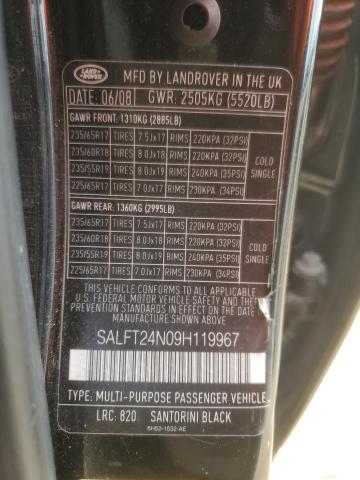 LAND-ROVER
MFD BY LANDROVER IN THE UK
DATE: 06/08 GWR: 2505KG (5520LB)
GAWR FRONT: 1310KG (2885LB)
235/65R17 TIRES 7.5Jx17 RIMS 220KPA (32PSI)
235/60R18 TIRES 8.0Jx18 RIMS 220KPA (32PSI)
235/55R19 TIRES 8.0Jx19 RIMS 240KPA (35PSI)
225/65R17 TIRES 7.0Jx17 RIMS 230KPA (34PSI)
COLD
SINGLE
GAWR REAR: 1360KG (2995LB)
235/65R17 TIRES 7.5Jx17 RIMS 220KPA (32PSI)
235/60R18 TIRES 8.0Jx18 RIMS 220KPA (32PSI)
235/55R19 TIRES 8.0Jx19 RIMS 240KPA (35PSI)
225/65R17 TIRES 7.0Jx17 RIMS 230KPA (34PSI)
COLD
SINGLE
THIS VEHICLE CONFORMS TO ALL APPLICABLE
U.S. FEDERAL MOTOR VEHICLE SAFETY
AND THEFT PREVENTION STANDARDS IN EFFECT
ON THE DATE OF MANUFACTURE SHOWN ABOVE.
SALFT24N09H119967
TYPE: MULTI-PURPOSE PASSENGER VEHICLE
LRC: 820 SANTORINI BLACK
6H52-1532-AE